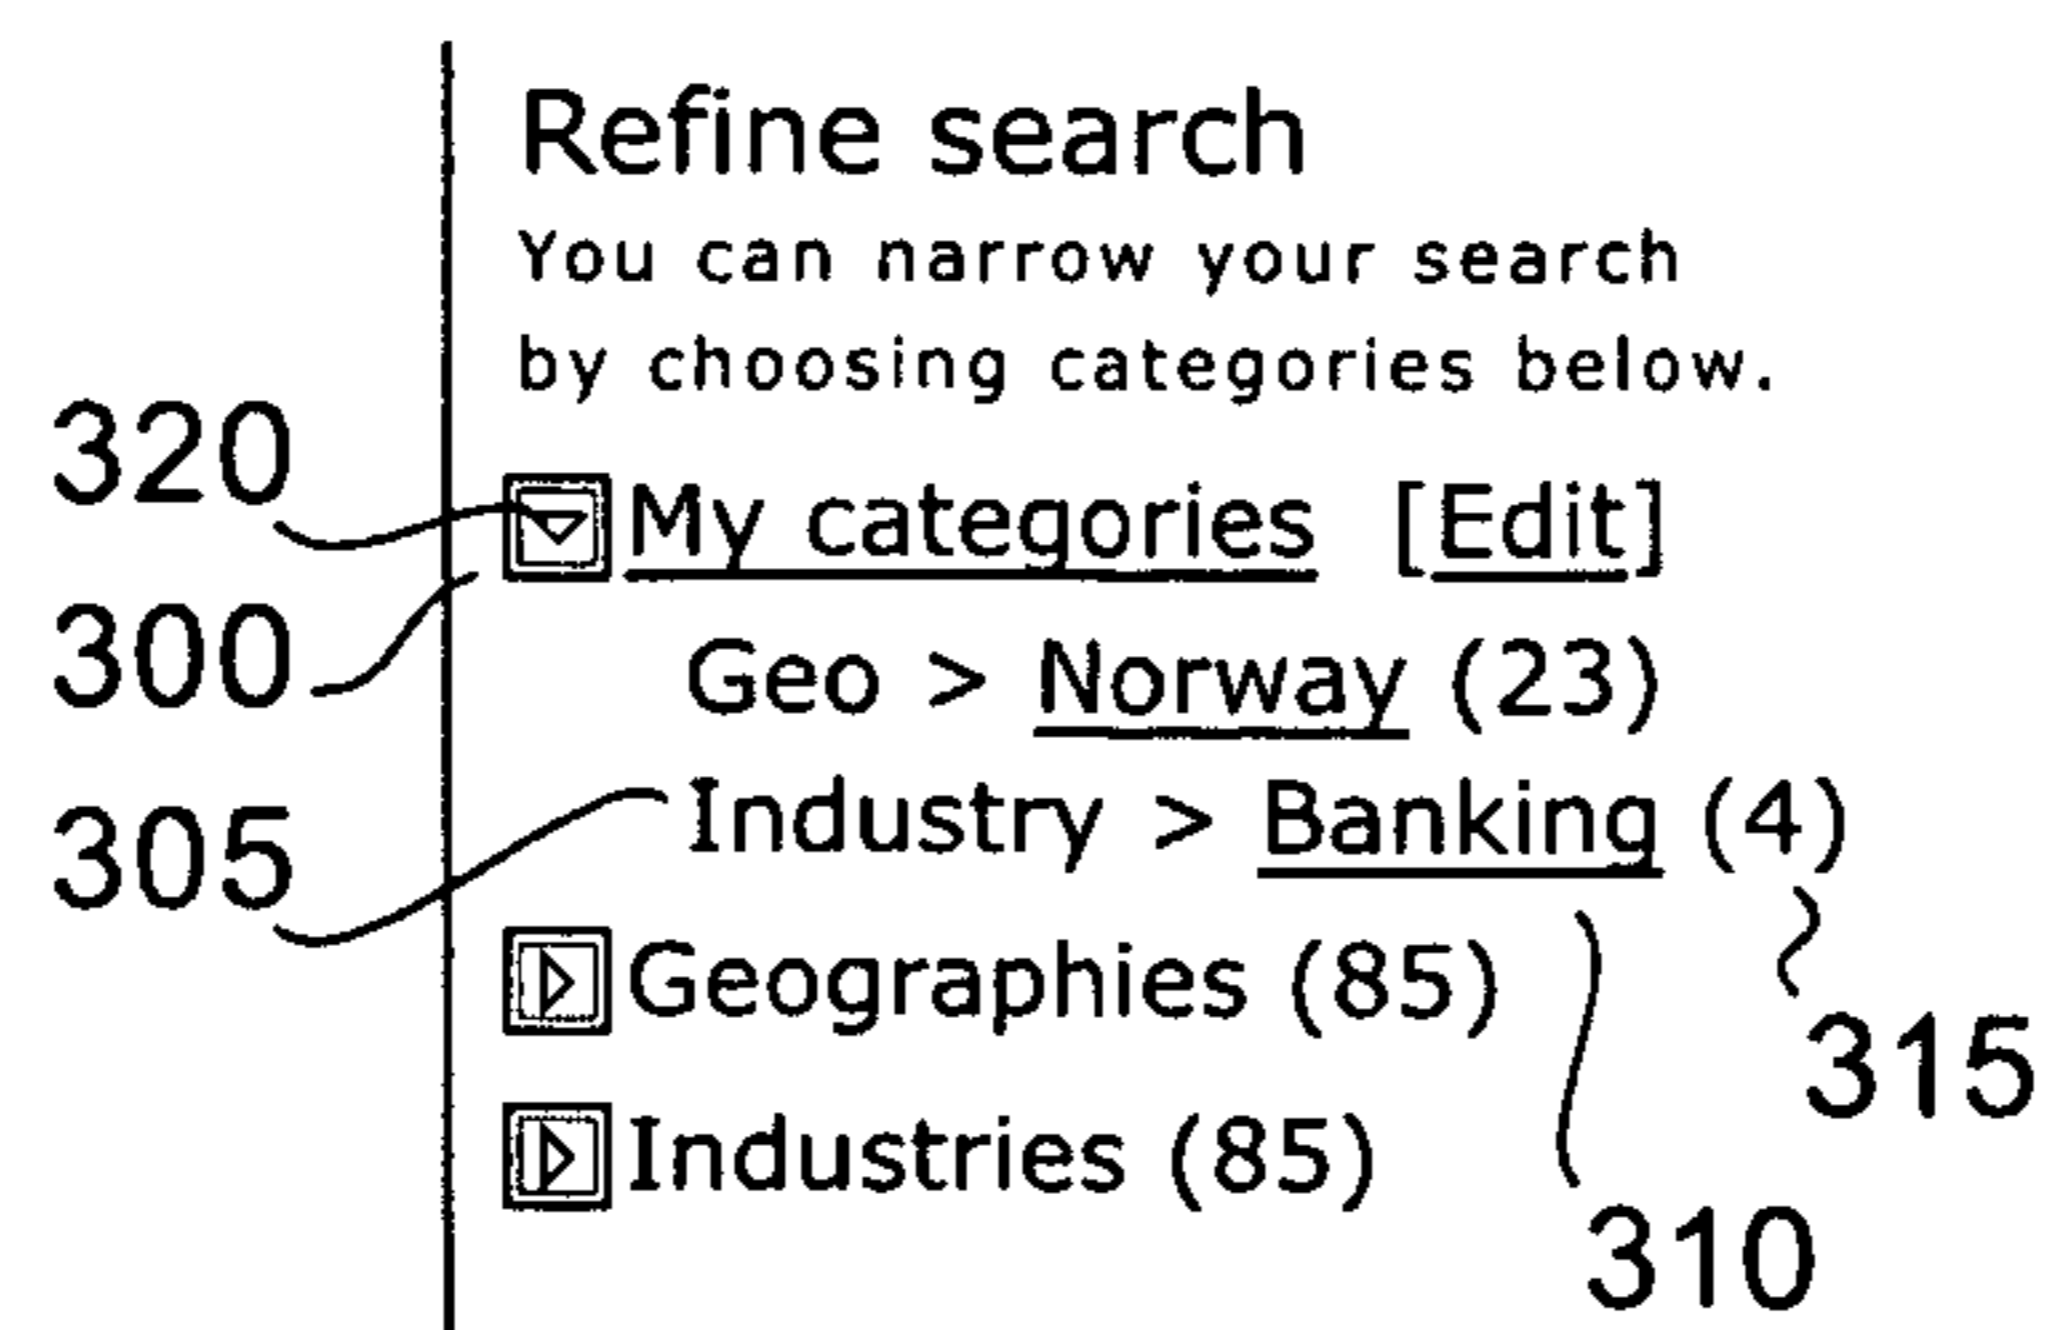 Refine search
You can narrow your search
by choosing categories below.
320
My categories [Edit]
300
Geo > Norway (23)
305
Industry > Banking (4)
Geographies (85)
315
Industries (85)
310